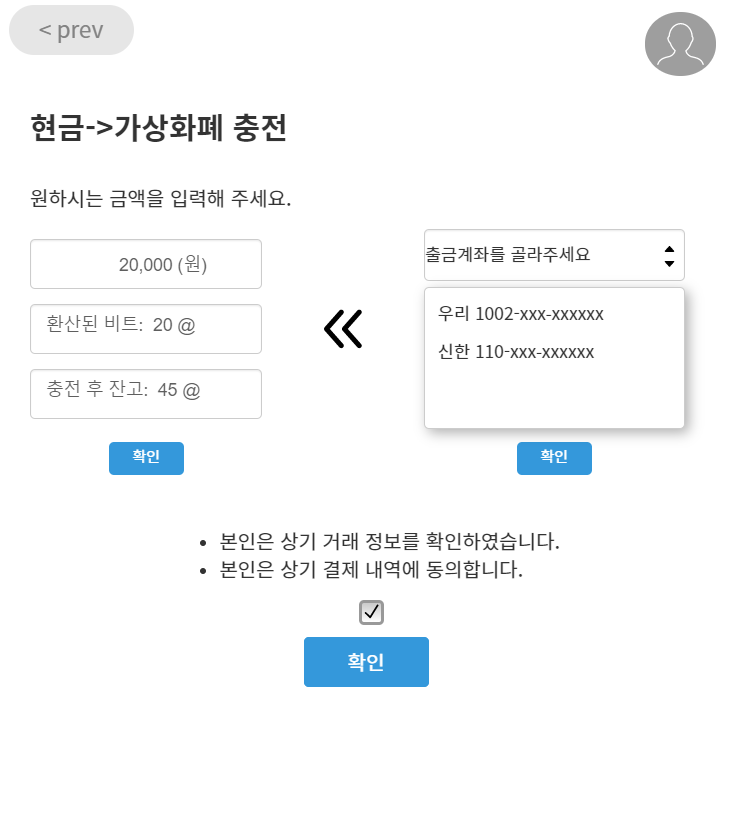 < prev
현금->가상화폐 충전
원하시는 금액을 입력해 주세요.
20,000 (원)
환산된 비트: 20 @
충전 후 잔고: 45 @
확인
출금계좌를 골라주세요
우리 1002-xxx-xxxxxx
신한 110-xxx-xxxxxx
확인
• 본인은 상기 거래 정보를 확인하였습니다.
• 본인은 상기 결제 내역에 동의합니다.
확인